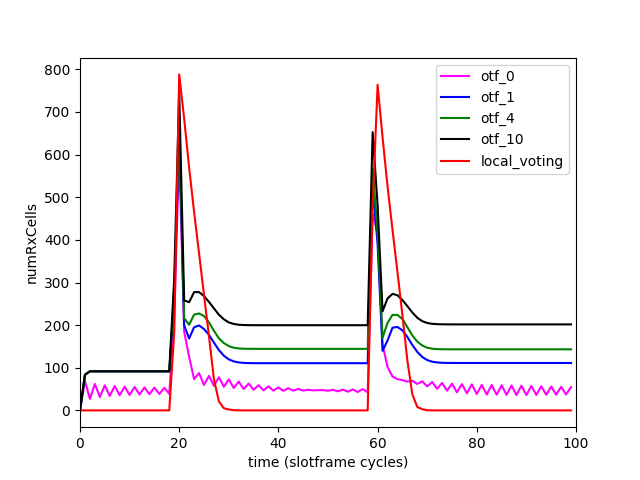 800
700
600
500
400
300
200
100
0
numRxCells
0 20 40 60 80 100
time (slotframe cycles)
otf_0
otf_1
otf_4
otf_10
local_voting